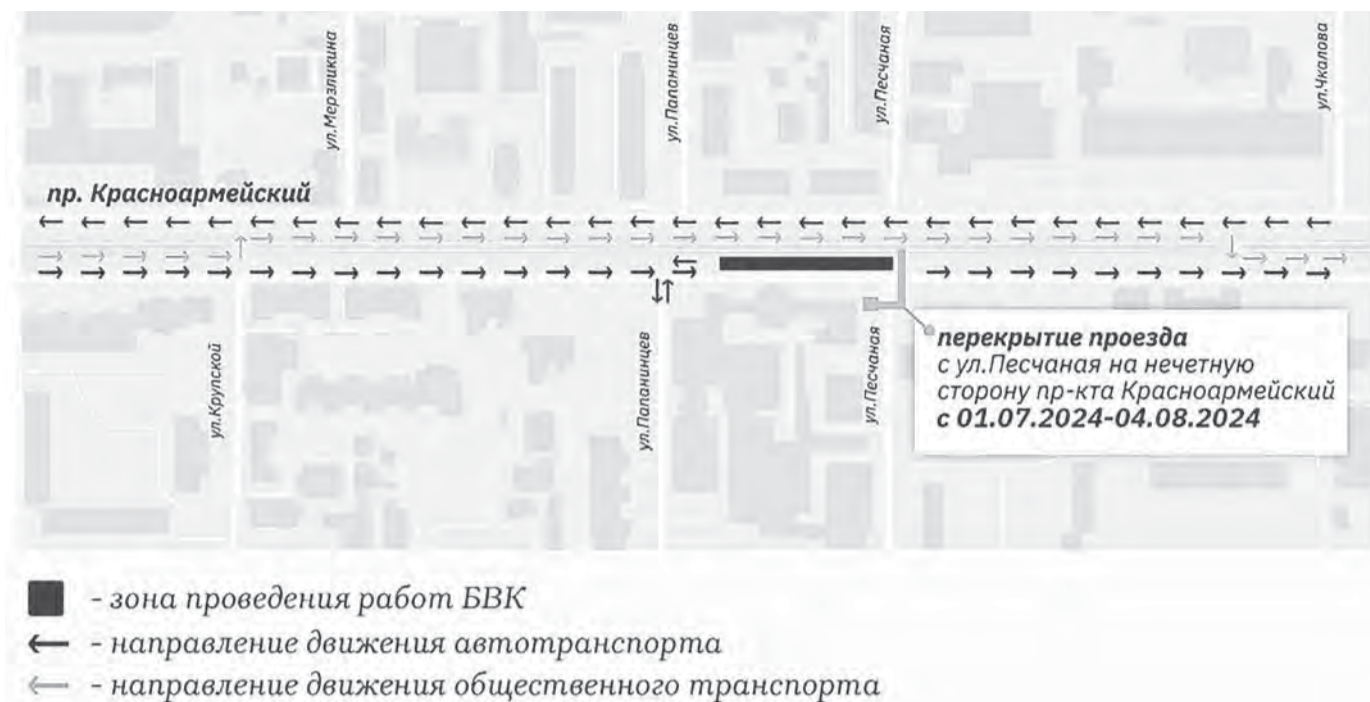 ул.Мерзликина
ул.Папанинцев
ул.Песчаная
ул.Чкалова
пр. Красноармейский
ул.Крупской
ул.Папанинцев
ул.Песчаная
перекрытие проезда
с ул.Песчаная на нечетную
сторону пр-кта Красноармейский
с 01.07.2024-04.08.2024
- зона проведения работ БВК
- направление движения автотранспорта
- направление движения общественного транспорта